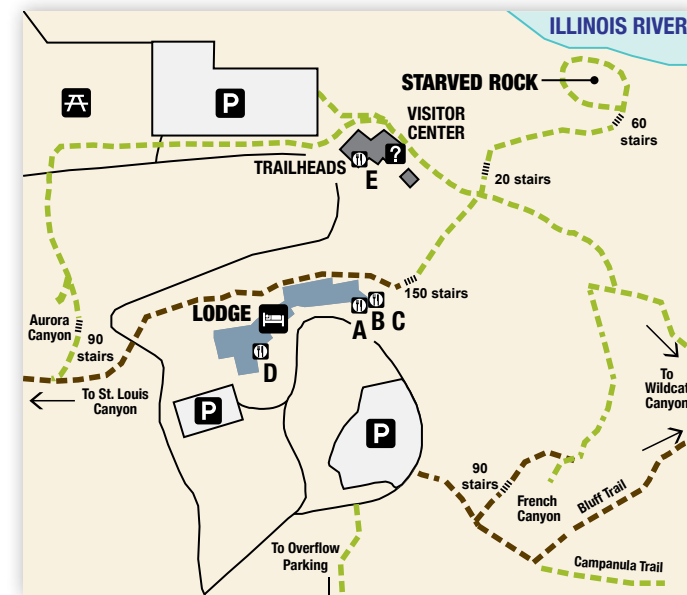 ILLINOIS RIVER
STARVED ROCK
P
VISITOR
CENTER
60
stairs
?
TRAILHEADS
E
20 stairs
150 stairs
LODGE
A B C
Aurora
Canyon
90
stairs
D
To
Wildcat
Canyon
To St. Louis
Canyon
P
P
90
stairs
French
Canyon
Bluff Trail
To Overflow
Parking
Campanula Trail